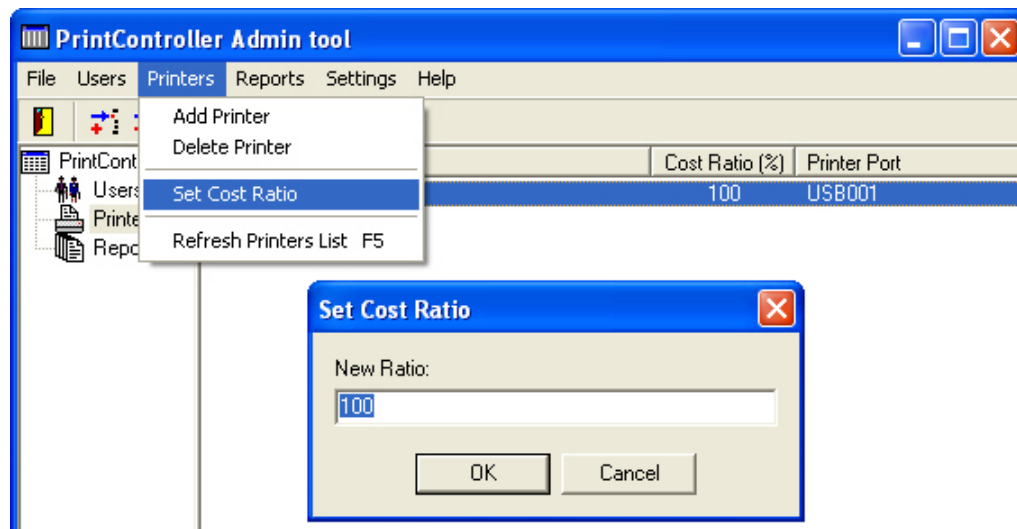 PrintController Admin tool
File Users Printers Reports Settings Help
Add Printer
Delete Printer
Set Cost Ratio
Refresh Printers List F5
PrintCont
Users
Printe
Repo
Cost Ratio (%) Printer Port
100 USB001
Set Cost Ratio
New Ratio:
100
OK Cancel